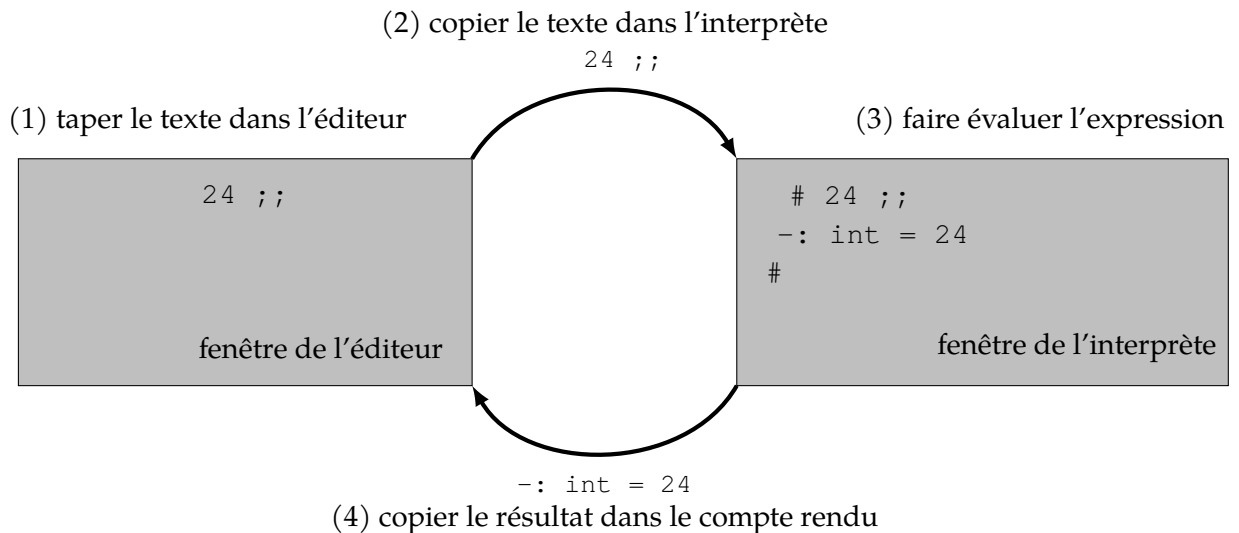 (2) copier le texte dans l'interprète
24 ;;
(1) taper le texte dans l'éditeur
(3) faire évaluer l'expression
24 ;;
fenêtre de l'éditeur
# 24 ;;
-: int = 24
#
fenêtre de l'interprète
-: int = 24
(4) copier le résultat dans le compte rendu